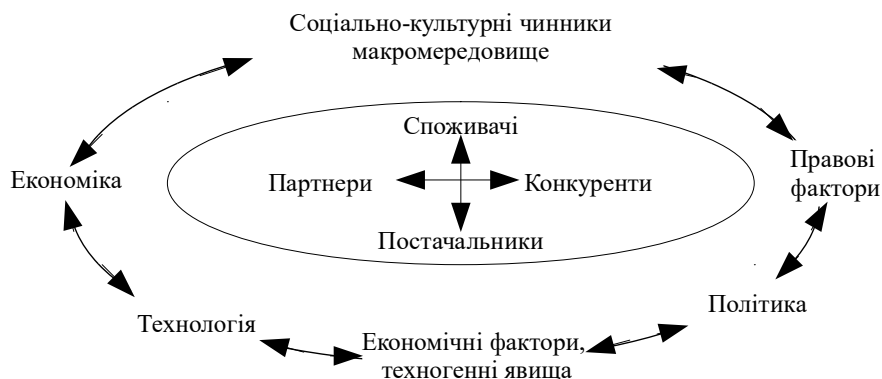 Соціально-культурні чинники
макромередовище
Споживачі
Економіка
Партнери
Конкуренти
Правові
фактори
Постачальники
Політика
Технологія
Економічні фактори,
техногенні явища